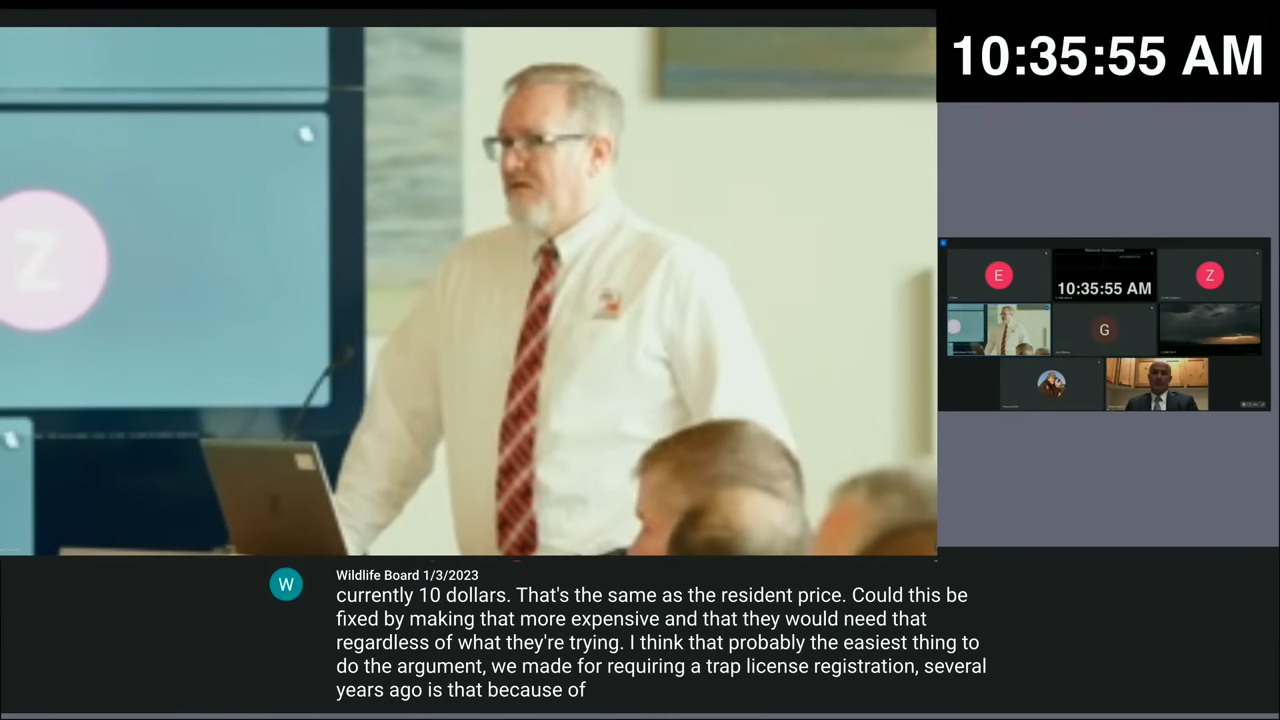 10:35:55 AM
Z
E
10:35:55 AM
Z
G
W
Wildlife Board 1/3/2023
currently 10 dollars. That's the same as the resident price. Could this be
fixed by making that more expensive and that they would need that
regardless of what they're trying. I think that probably the easiest thing to
do the argument, we made for requiring a trap license registration, several
years ago is that because of